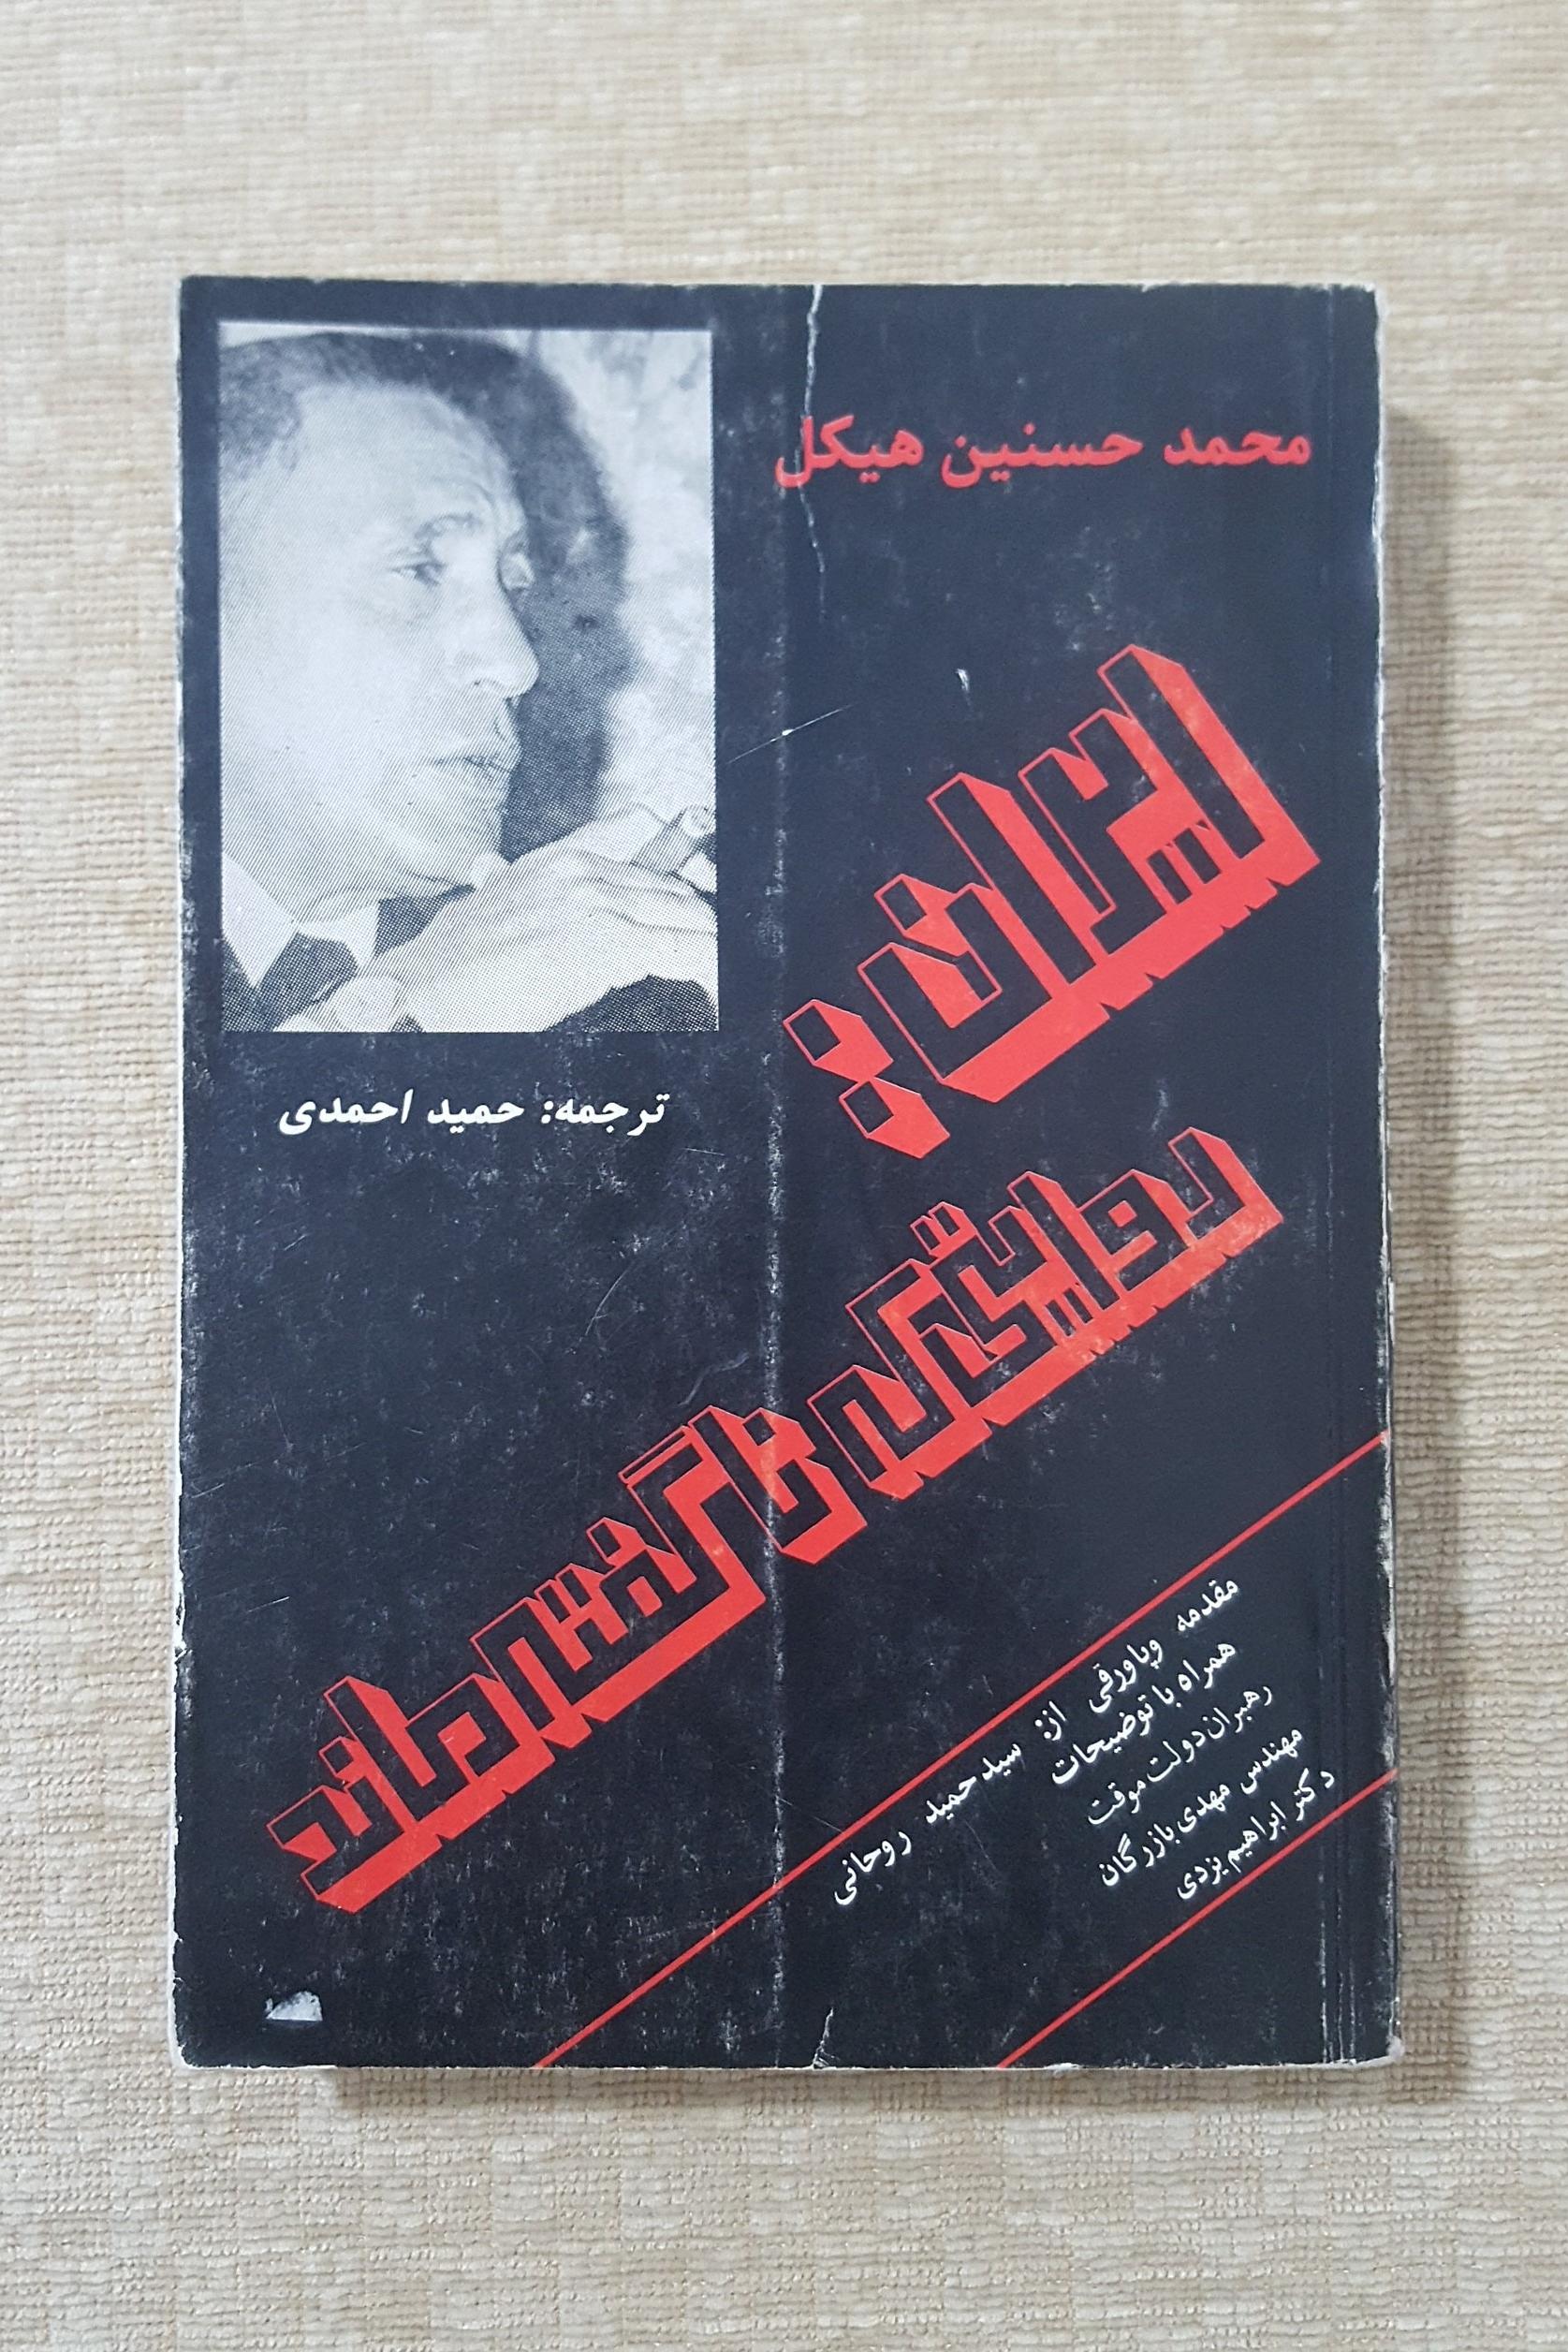 محمد حسنین هیکل
ایران:
روایتی که ناگفته ماند
ترجمه: حمید احمدی
مقدمه وپاورقی از: سید حمید روحانی
همراه با توضیحات
رهبران دولت موقت
مهندس مهدی بازرگان
دکتر ابراهیم یزدی